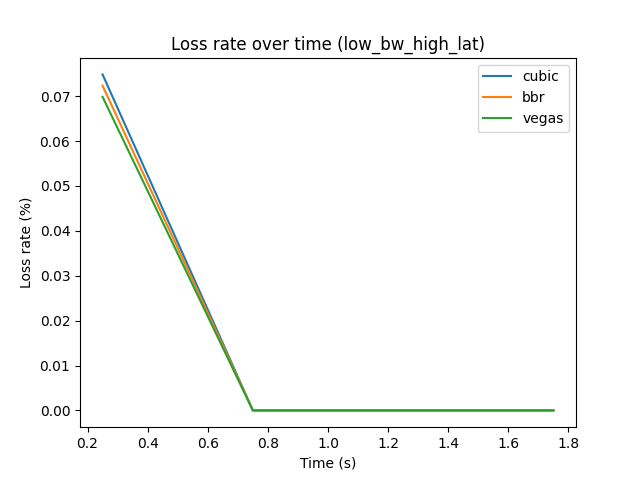 Loss rate over time (low_bw_high_lat)
cubic
bbr
vegas
Loss rate (%)
0.07
0.06
0.05
0.04
0.03
0.02
0.01
0.00
0.2 0.4 0.6 0.8 1.0 1.2 1.4 1.6 1.8
Time (s)